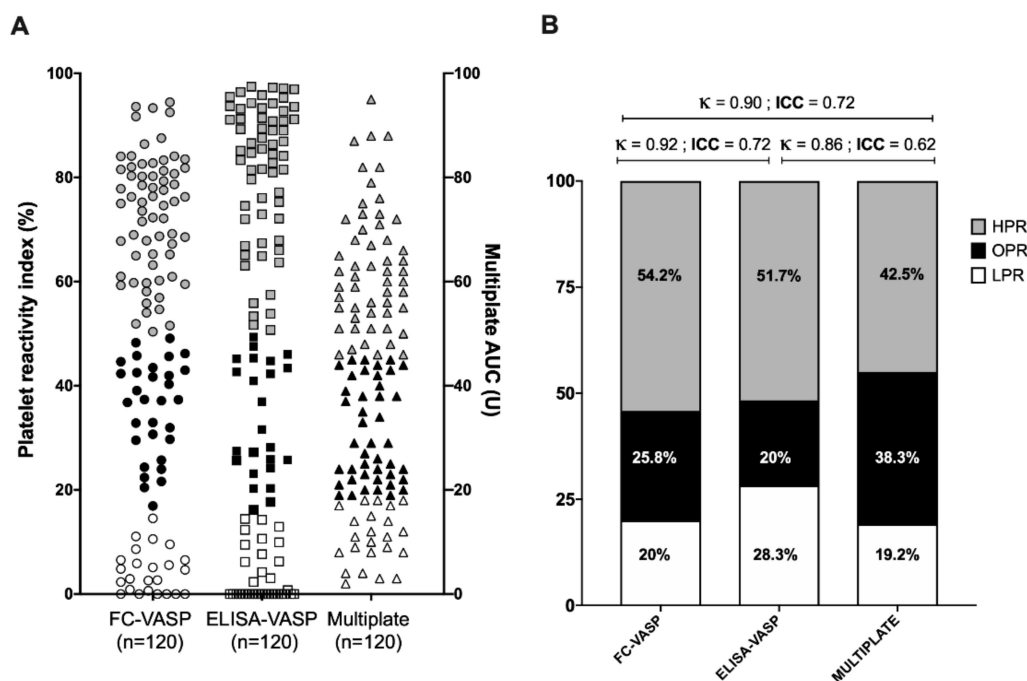 A
Platelet reactivity index (%)
100
80
60
40
20
0
100
80
60
40
20
0
Multiplate AUC (U)
FC-VASP
(n=120)
ELISA-VASP
(n=120)
Multiplate
(n=120)
B
κ = 0.90 ; ICC = 0.72
κ = 0.92 ; ICC = 0.72
κ = 0.86 ; ICC = 0.62
100
75
50
25
0
54.2%
51.7%
42.5%
25.8%
20%
38.3%
20%
28.3%
19.2%
HPR
OPR
LPR
FC-VASP
ELISA-VASP
MULTIPLATE